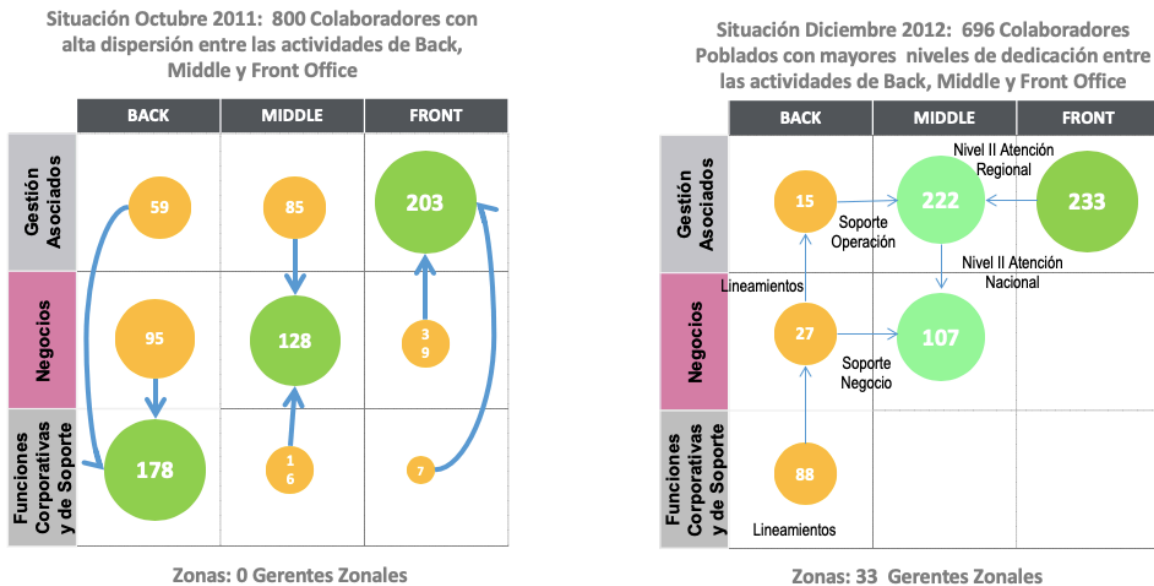 Situación Octubre 2011:  800 Colaboradores con
alta dispersión entre las actividades de Back,
Middle y Front Office
BACK
MIDDLE
FRONT
Gestión
Asociados
59
85
203
Negocios
95
128
3
9
Funciones
Corporativas
y de Soporte
178
1
6
7
Zonas: 0 Gerentes Zonales
Situación Diciembre 2012:  696 Colaboradores
Poblados con mayores  niveles de dedicación entre
las actividades de Back, Middle y Front Office
BACK
MIDDLE
FRONT
Gestión
Asociados
15
Soporte
Operación
222
Nivel II Atención
Regional
233
Nivel II Atención
Nacional
Lineamientos
Negocios
27
Soporte
Negocio
107
Funciones
Corporativas
y de Soporte
88
Lineamientos
Zonas: 33  Gerentes Zonales